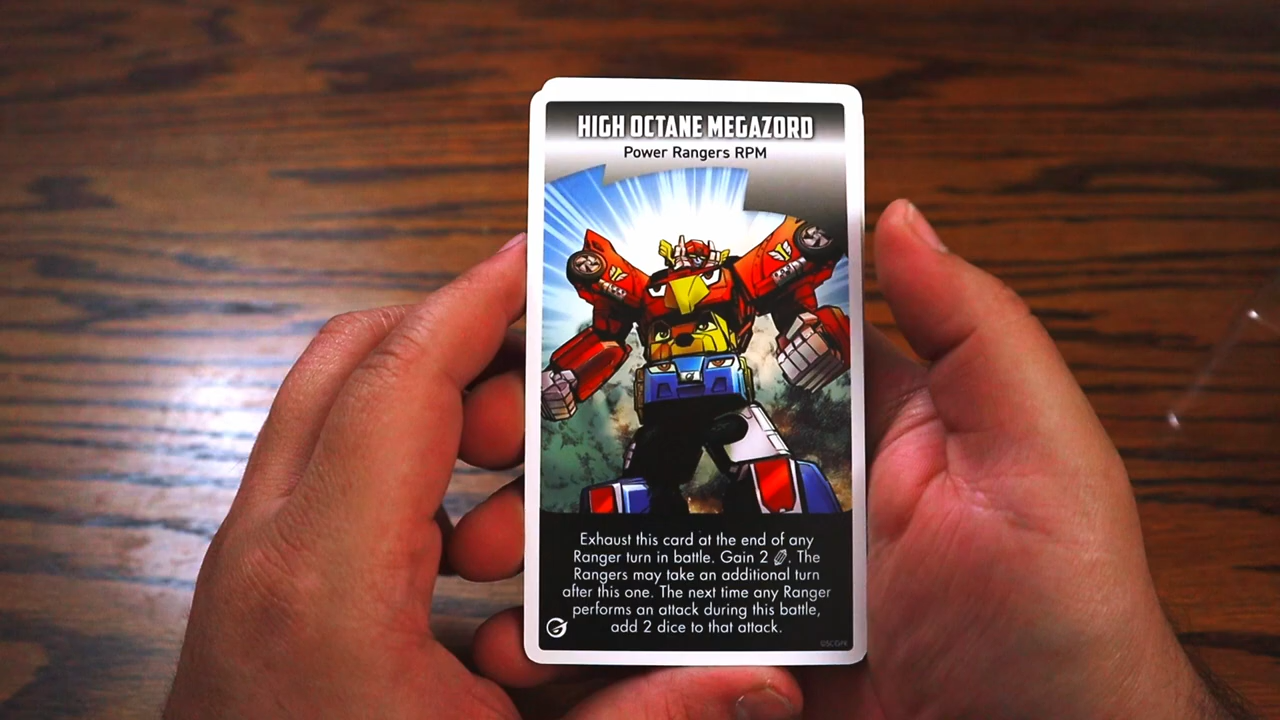 HIGH OCTANE MEGAZORD
Power Rangers RPM
Exhaust this card at the end of any
Ranger turn in battle. Gain 2 . The
Rangers may take an additional turn
after this one. The next time any Ranger
performs an attack during this battle,
add 2 dice to that attack.